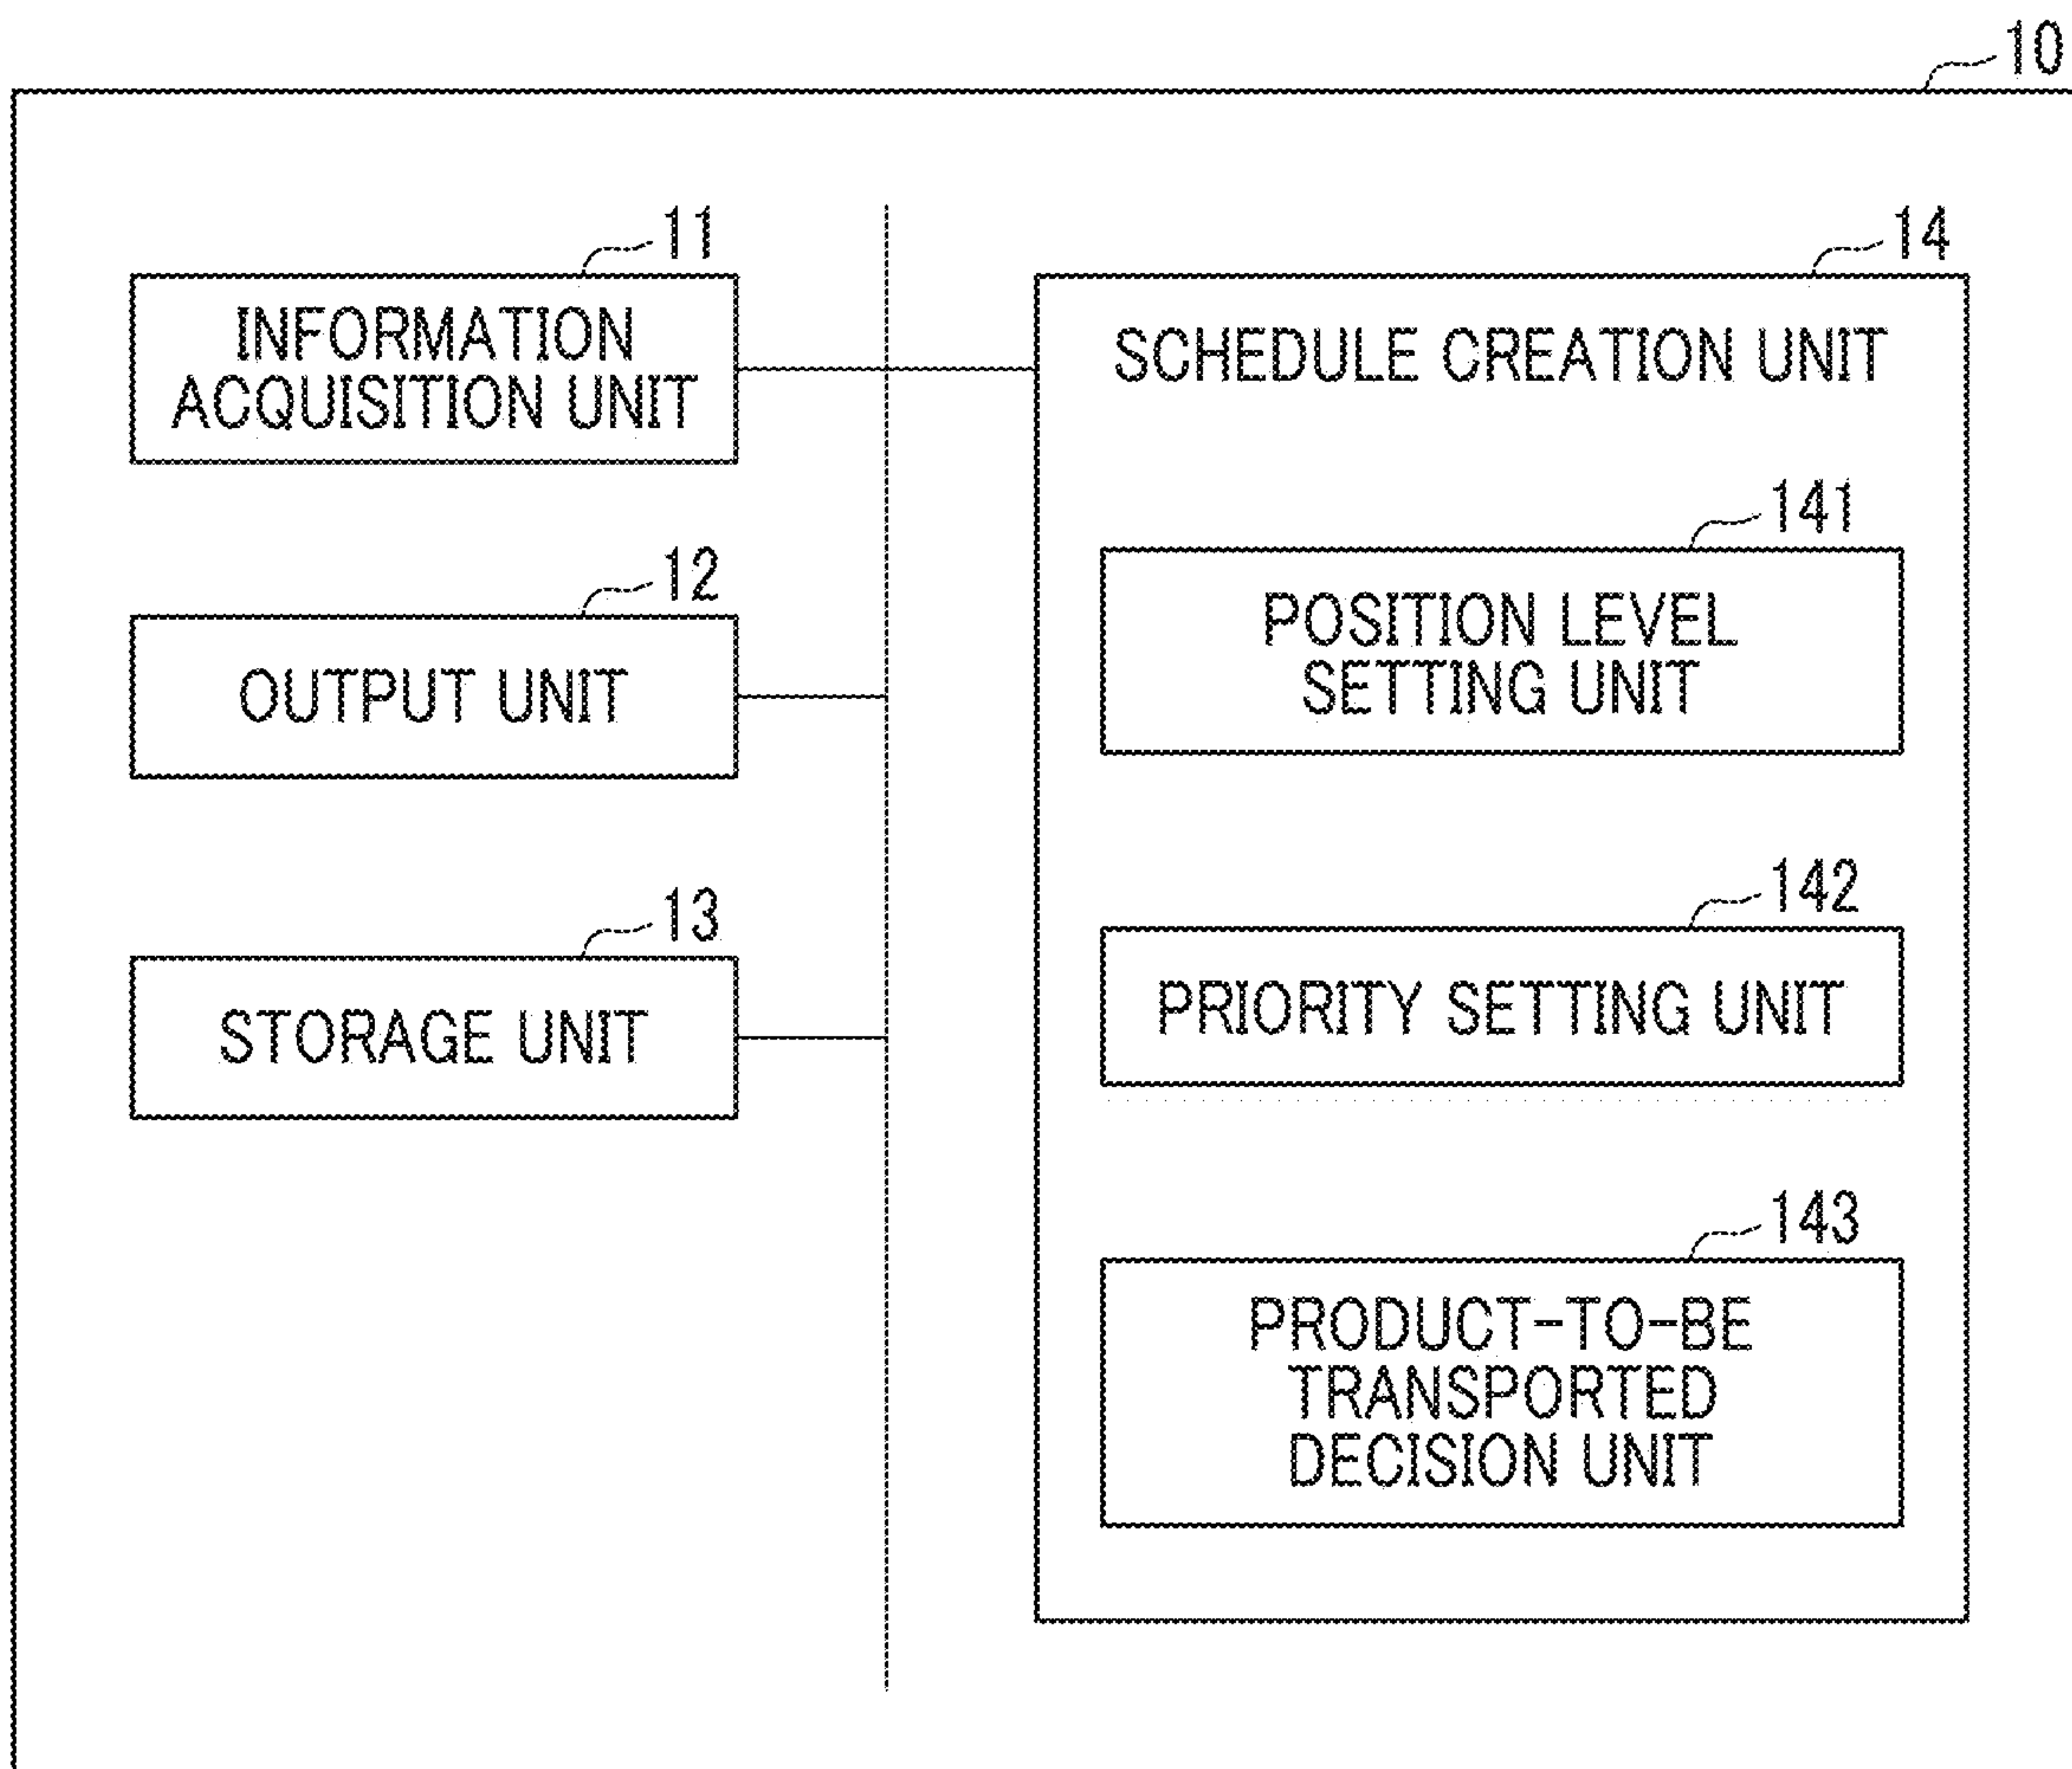 10
11
INFORMATION
ACQUISITION UNIT
12
OUTPUT UNIT
13
STORAGE UNIT
14
SCHEDULE CREATION UNIT
141
POSITION LEVEL
SETTING UNIT
142
PRIORITY SETTING UNIT
143
PRODUCT-TO-BE
TRANSPORTED
DECISION UNIT